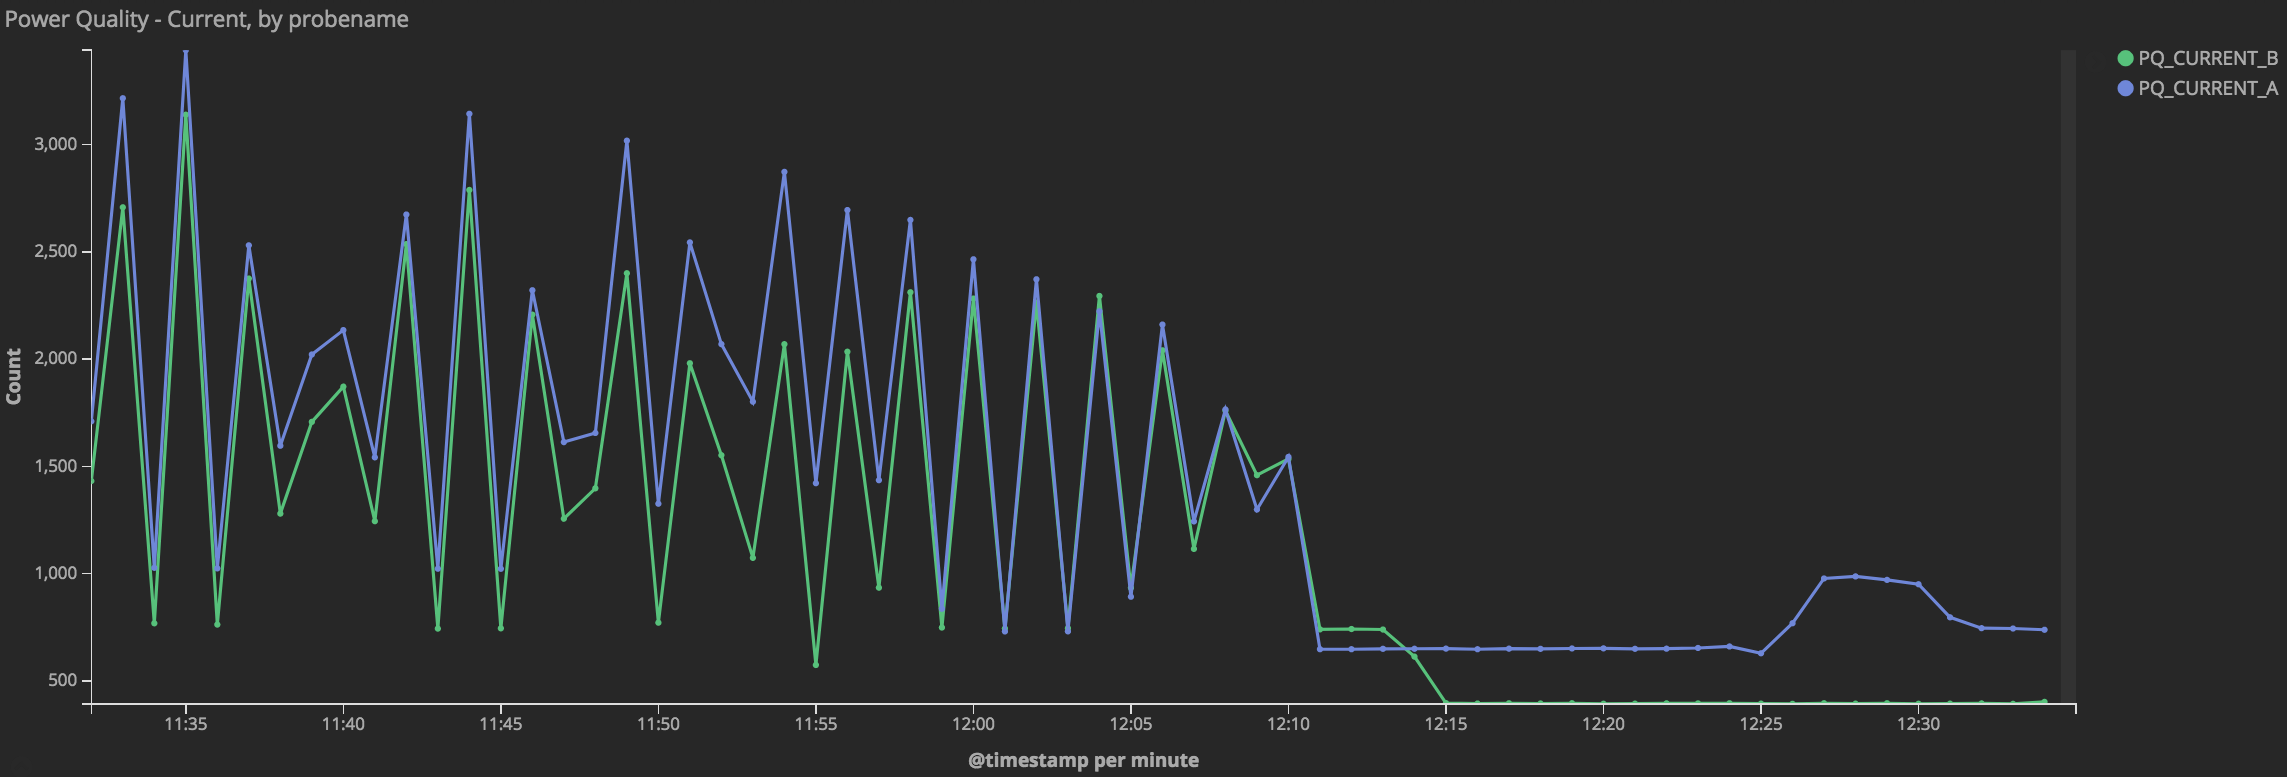 Power Quality - Current, by probename
PQ_CURRENT_B
PQ_CURRENT_A
3,000
2,500
2,000
1,500
1,000
500
Count
11:35 11:40 11:45 11:50 11:55 12:00 12:05 12:10 12:15 12:20 12:25 12:30
@timestamp per minute